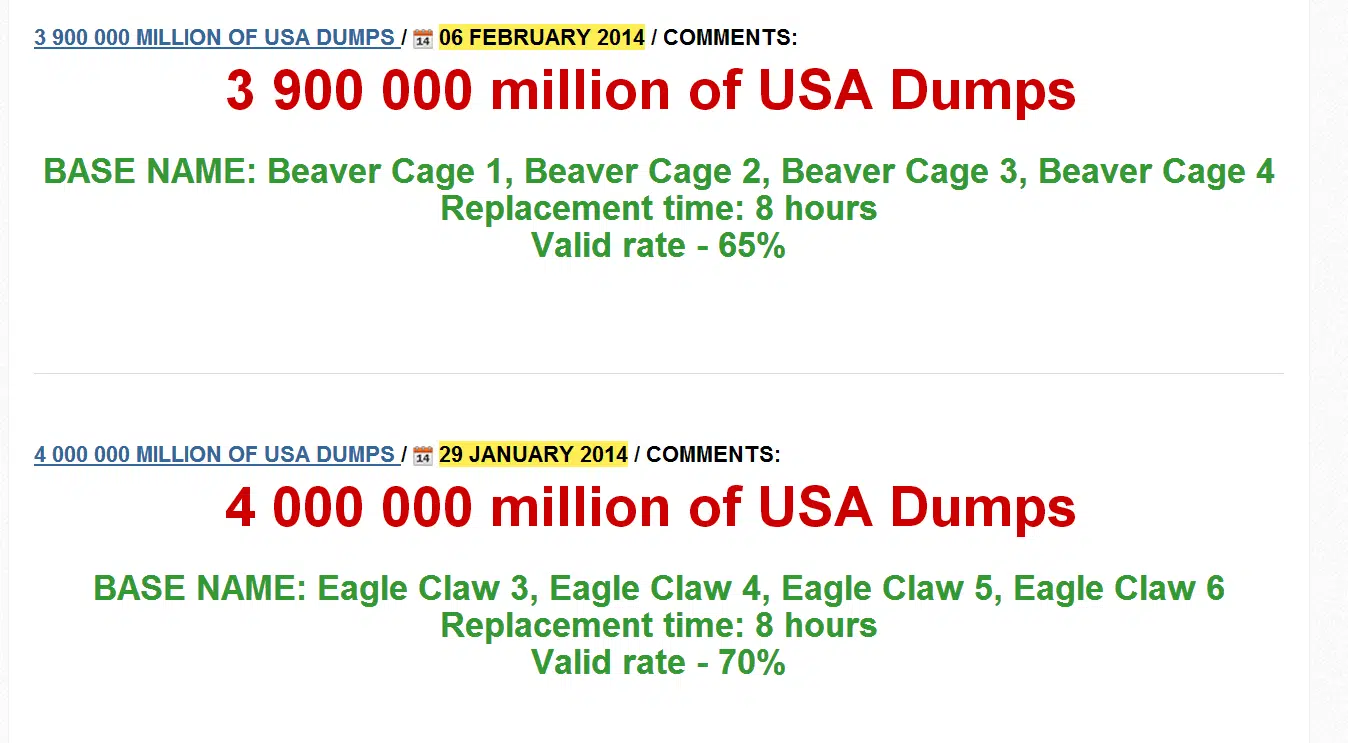 3 900 000 MILLION OF USA DUMPS / 14 06 FEBRUARY 2014 / COMMENTS:
3 900 000 million of USA Dumps
BASE NAME: Beaver Cage 1, Beaver Cage 2, Beaver Cage 3, Beaver Cage 4
Replacement time: 8 hours
Valid rate - 65%
4 000 000 MILLION OF USA DUMPS / 14 29 JANUARY 2014 / COMMENTS:
4 000 000 million of USA Dumps
BASE NAME: Eagle Claw 3, Eagle Claw 4, Eagle Claw 5, Eagle Claw 6
Replacement time: 8 hours
Valid rate - 70%